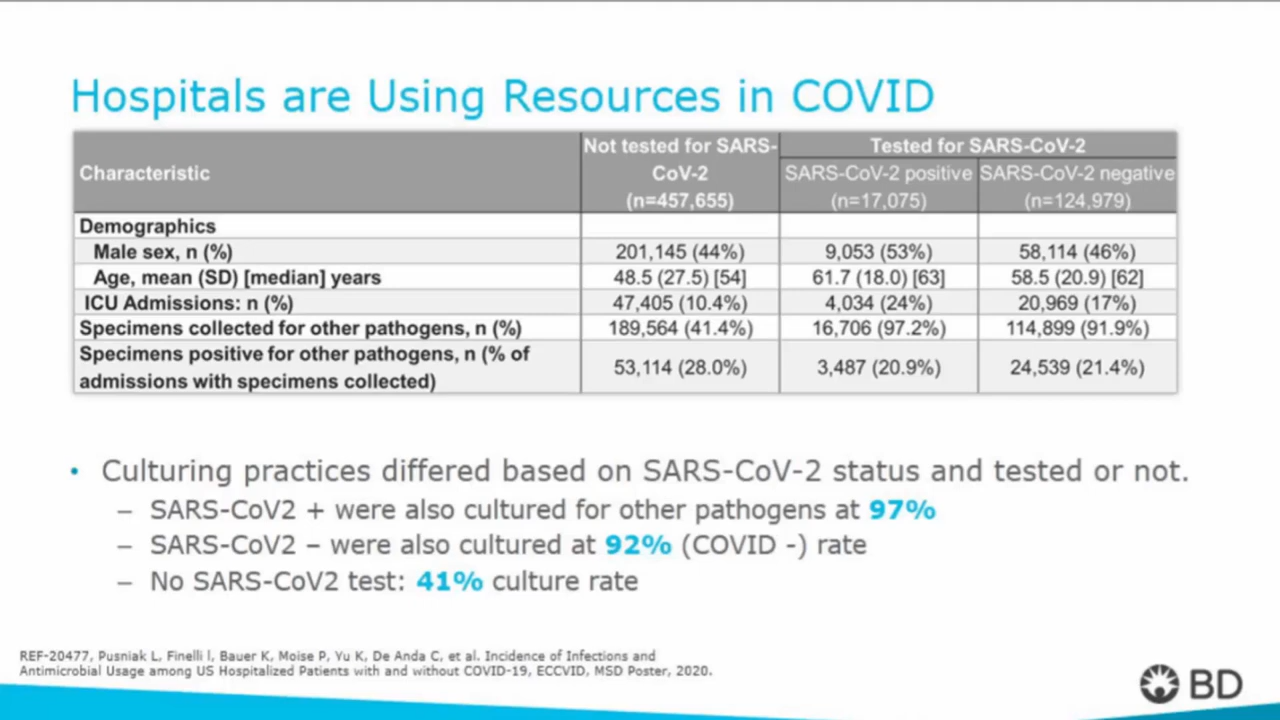 Hospitals are Using Resources in COVID
Characteristic
Not tested for SARS-
CoV-2
(n=457,655)
Tested for SARS-CoV-2
SARS-CoV-2 positive
(n=17,075)
SARS-CoV-2 negative
(n=124,979)
Demographics
Male sex, n (%) 201,145 (44%) 9,053 (53%) 58,114 (46%)
Age, mean (SD) [median] years 48.5 (27.5) [54] 61.7 (18.0) [63] 58.5 (20.9) [62]
ICU Admissions: n (%) 47,405 (10.4%) 4,034 (24%) 20,969 (17%)
Specimens collected for other pathogens, n (%) 189,564 (41.4%) 16,706 (97.2%) 114,899 (91.9%)
Specimens positive for other pathogens, n (% of
admissions with specimens collected) 53,114 (28.0%) 3,487 (20.9%) 24,539 (21.4%)
• Culturing practices differed based on SARS-CoV-2 status and tested or not.
– SARS-CoV2 + were also cultured for other pathogens at 97%
– SARS-CoV2 – were also cultured at 92% (COVID -) rate
– No SARS-CoV2 test: 41% culture rate
REF-20477, Pusniak L, Finelli l, Bauer K, Moise P, Yu K, De Anda C, et al. Incidence of Infections and
Antimicrobial Usage among US Hospitalized Patients with and without COVID-19, ECCVID, MSD Poster, 2020.
BD